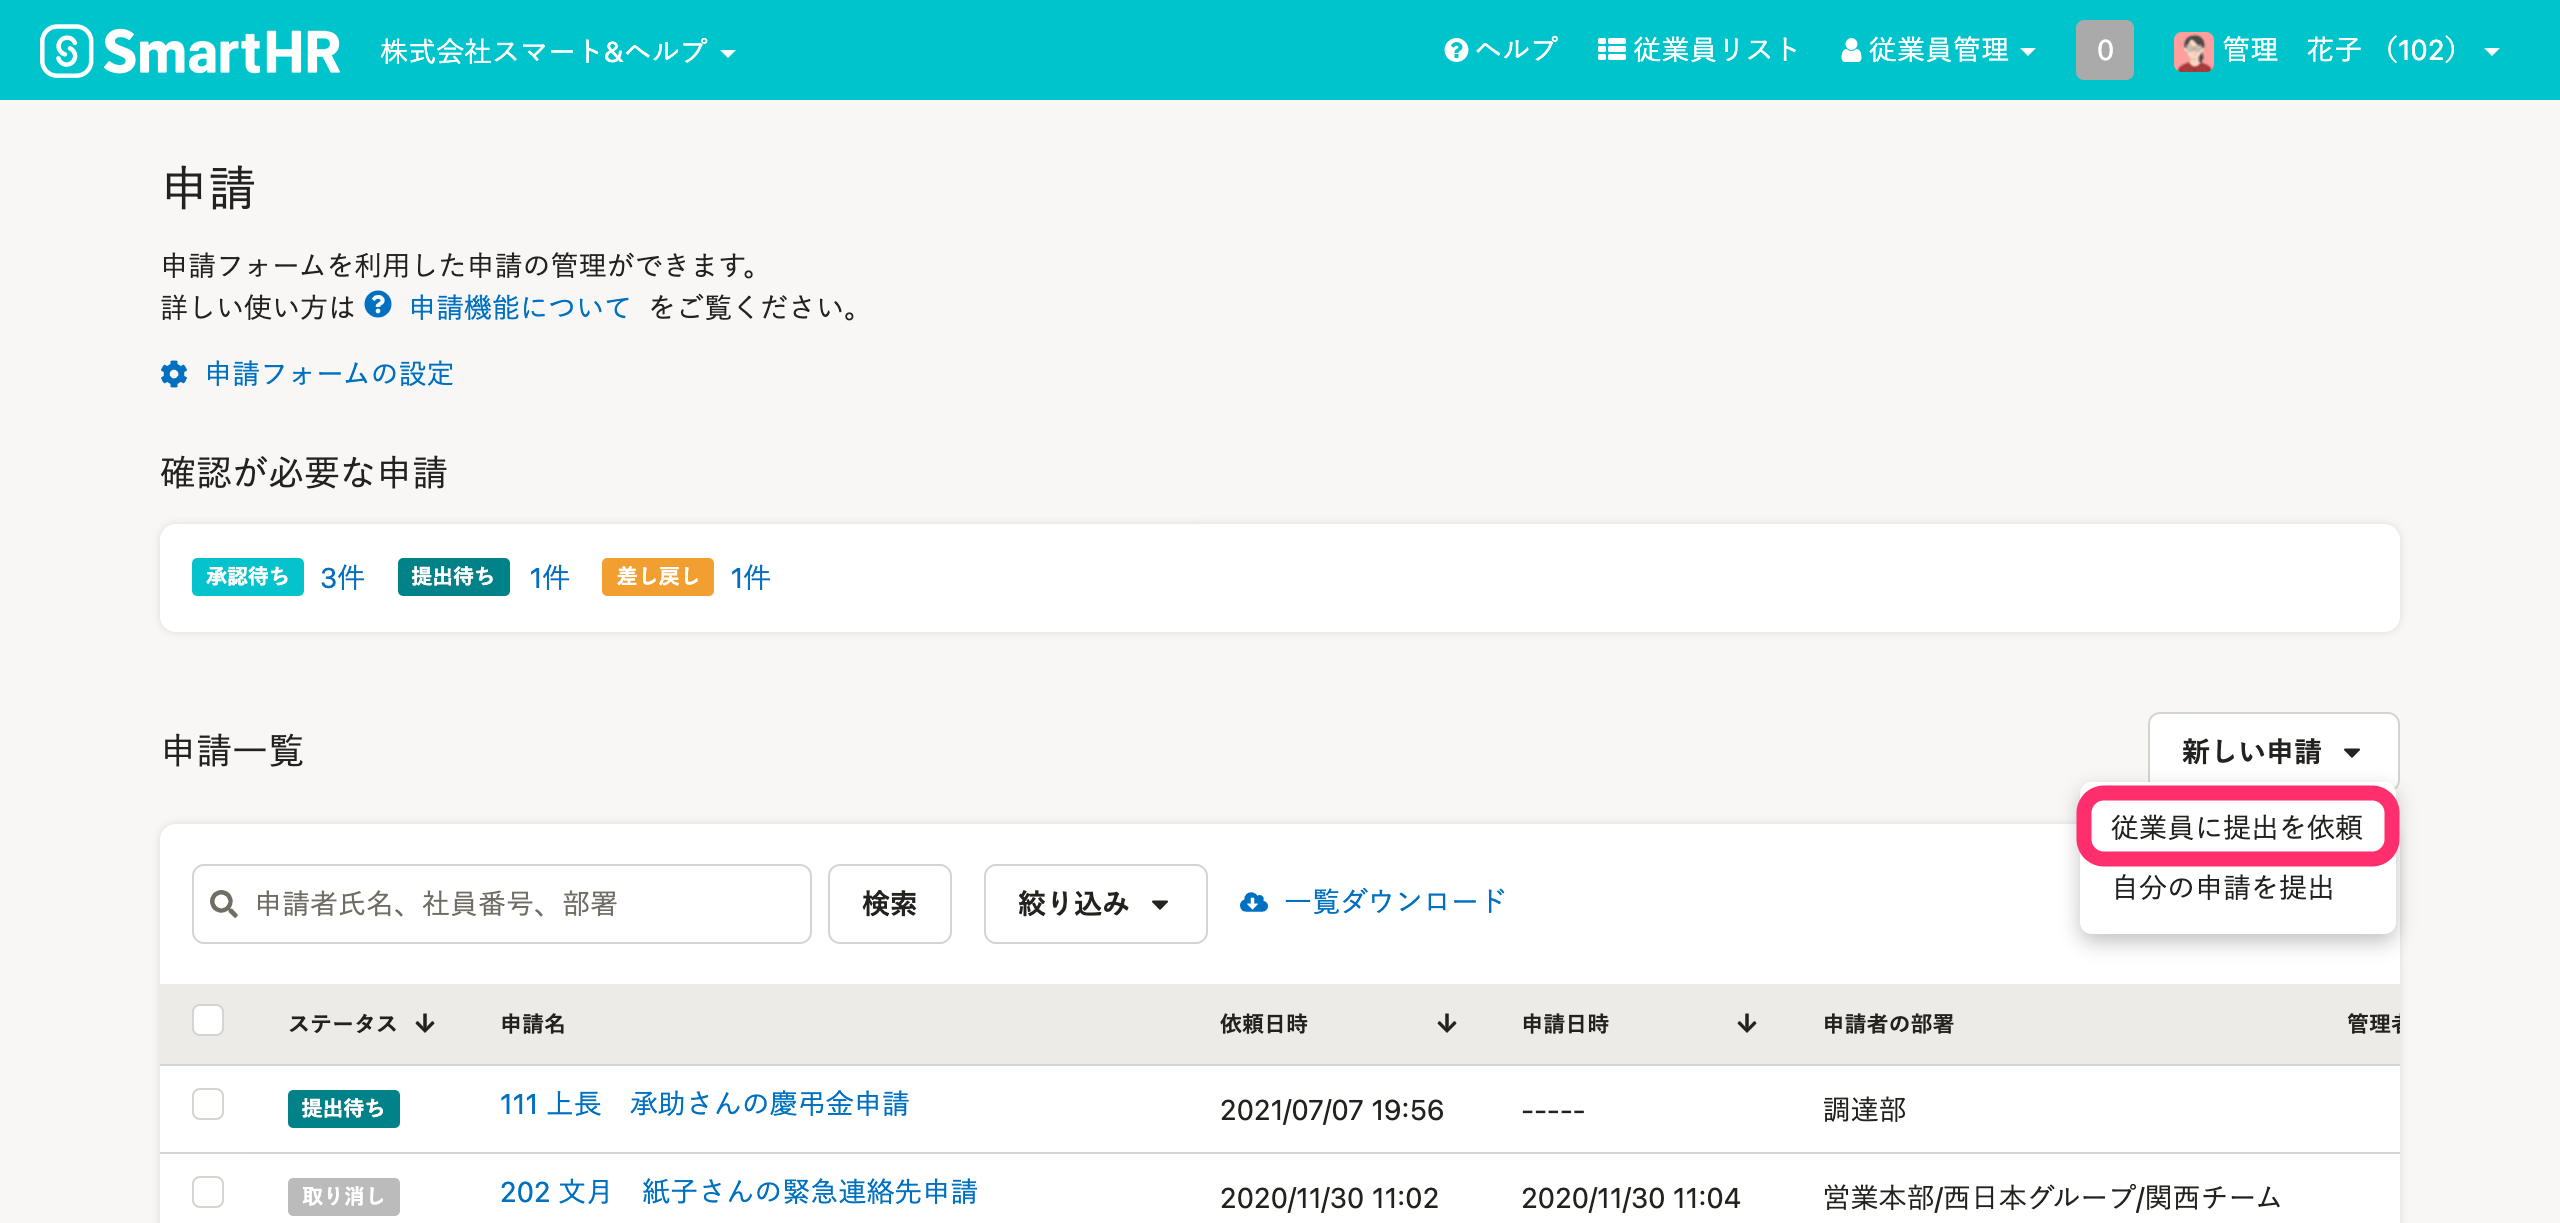 SmartHR 株式会社スマート&ヘルプ ヘルプ 従業員リスト 従業員管理 0 管理　花子（102）
申請
申請フォームを利用した申請の管理ができます。
詳しい使い方は 申請機能について をご覧ください。
申請フォームの設定
確認が必要な申請
承認待ち 3件 提出待ち 1件 差し戻し 1件
申請一覧 新しい申請
従業員に提出を依頼
自分の申請を提出
申請者氏名、社員番号、部署 検索 絞り込み 一覧ダウンロード
ステータス 申請名 依頼日時 申請日時 申請者の部署 管理者
提出待ち 111 上長　承助さんの慶弔金申請 2021/07/07 19:56 ----- 調達部
取り消し 202 文月　紙子さんの緊急連絡先申請 2020/11/30 11:02 2020/11/30 11:04 営業本部/西日本グループ/関西チーム